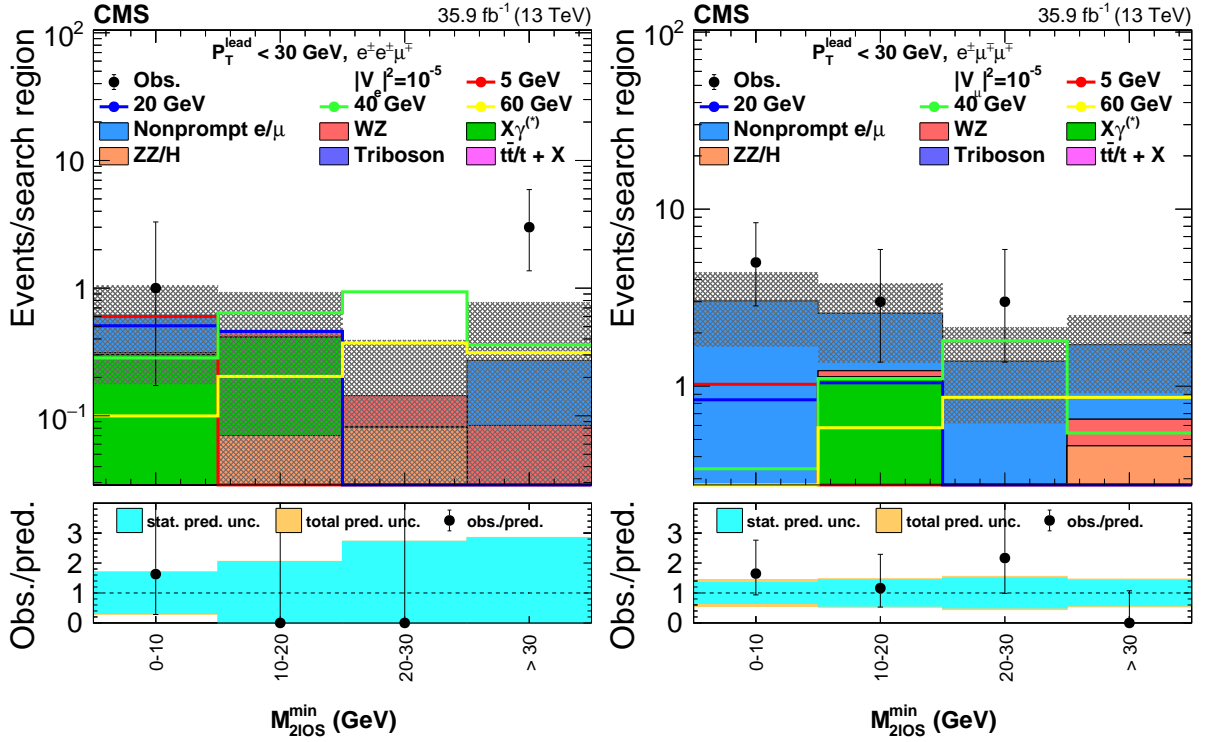 CMS 35.9 fb⁻¹ (13 TeV)
P_T^lead < 30 GeV, e±e±μ∓
Obs. |V_e|²=10⁻⁵ 5 GeV
20 GeV 40 GeV 60 GeV
Nonprompt e/μ WZ Xγ(*)
ZZ/H Triboson tt̄/t + X
Events/search region
10²
10
1
10⁻¹
stat. pred. unc. total pred. unc. obs./pred.
Obs./pred.
3
2
1
0
0-10 10-20 20-30 > 30
M_2lOS^min (GeV)
CMS 35.9 fb⁻¹ (13 TeV)
P_T^lead < 30 GeV, e±μ∓μ∓
Obs. |V_μ|²=10⁻⁵ 5 GeV
20 GeV 40 GeV 60 GeV
Nonprompt e/μ WZ Xγ(*)
ZZ/H Triboson tt̄/t + X
Events/search region
10²
10
1
stat. pred. unc. total pred. unc. obs./pred.
Obs./pred.
3
2
1
0
0-10 10-20 20-30 > 30
M_2lOS^min (GeV)